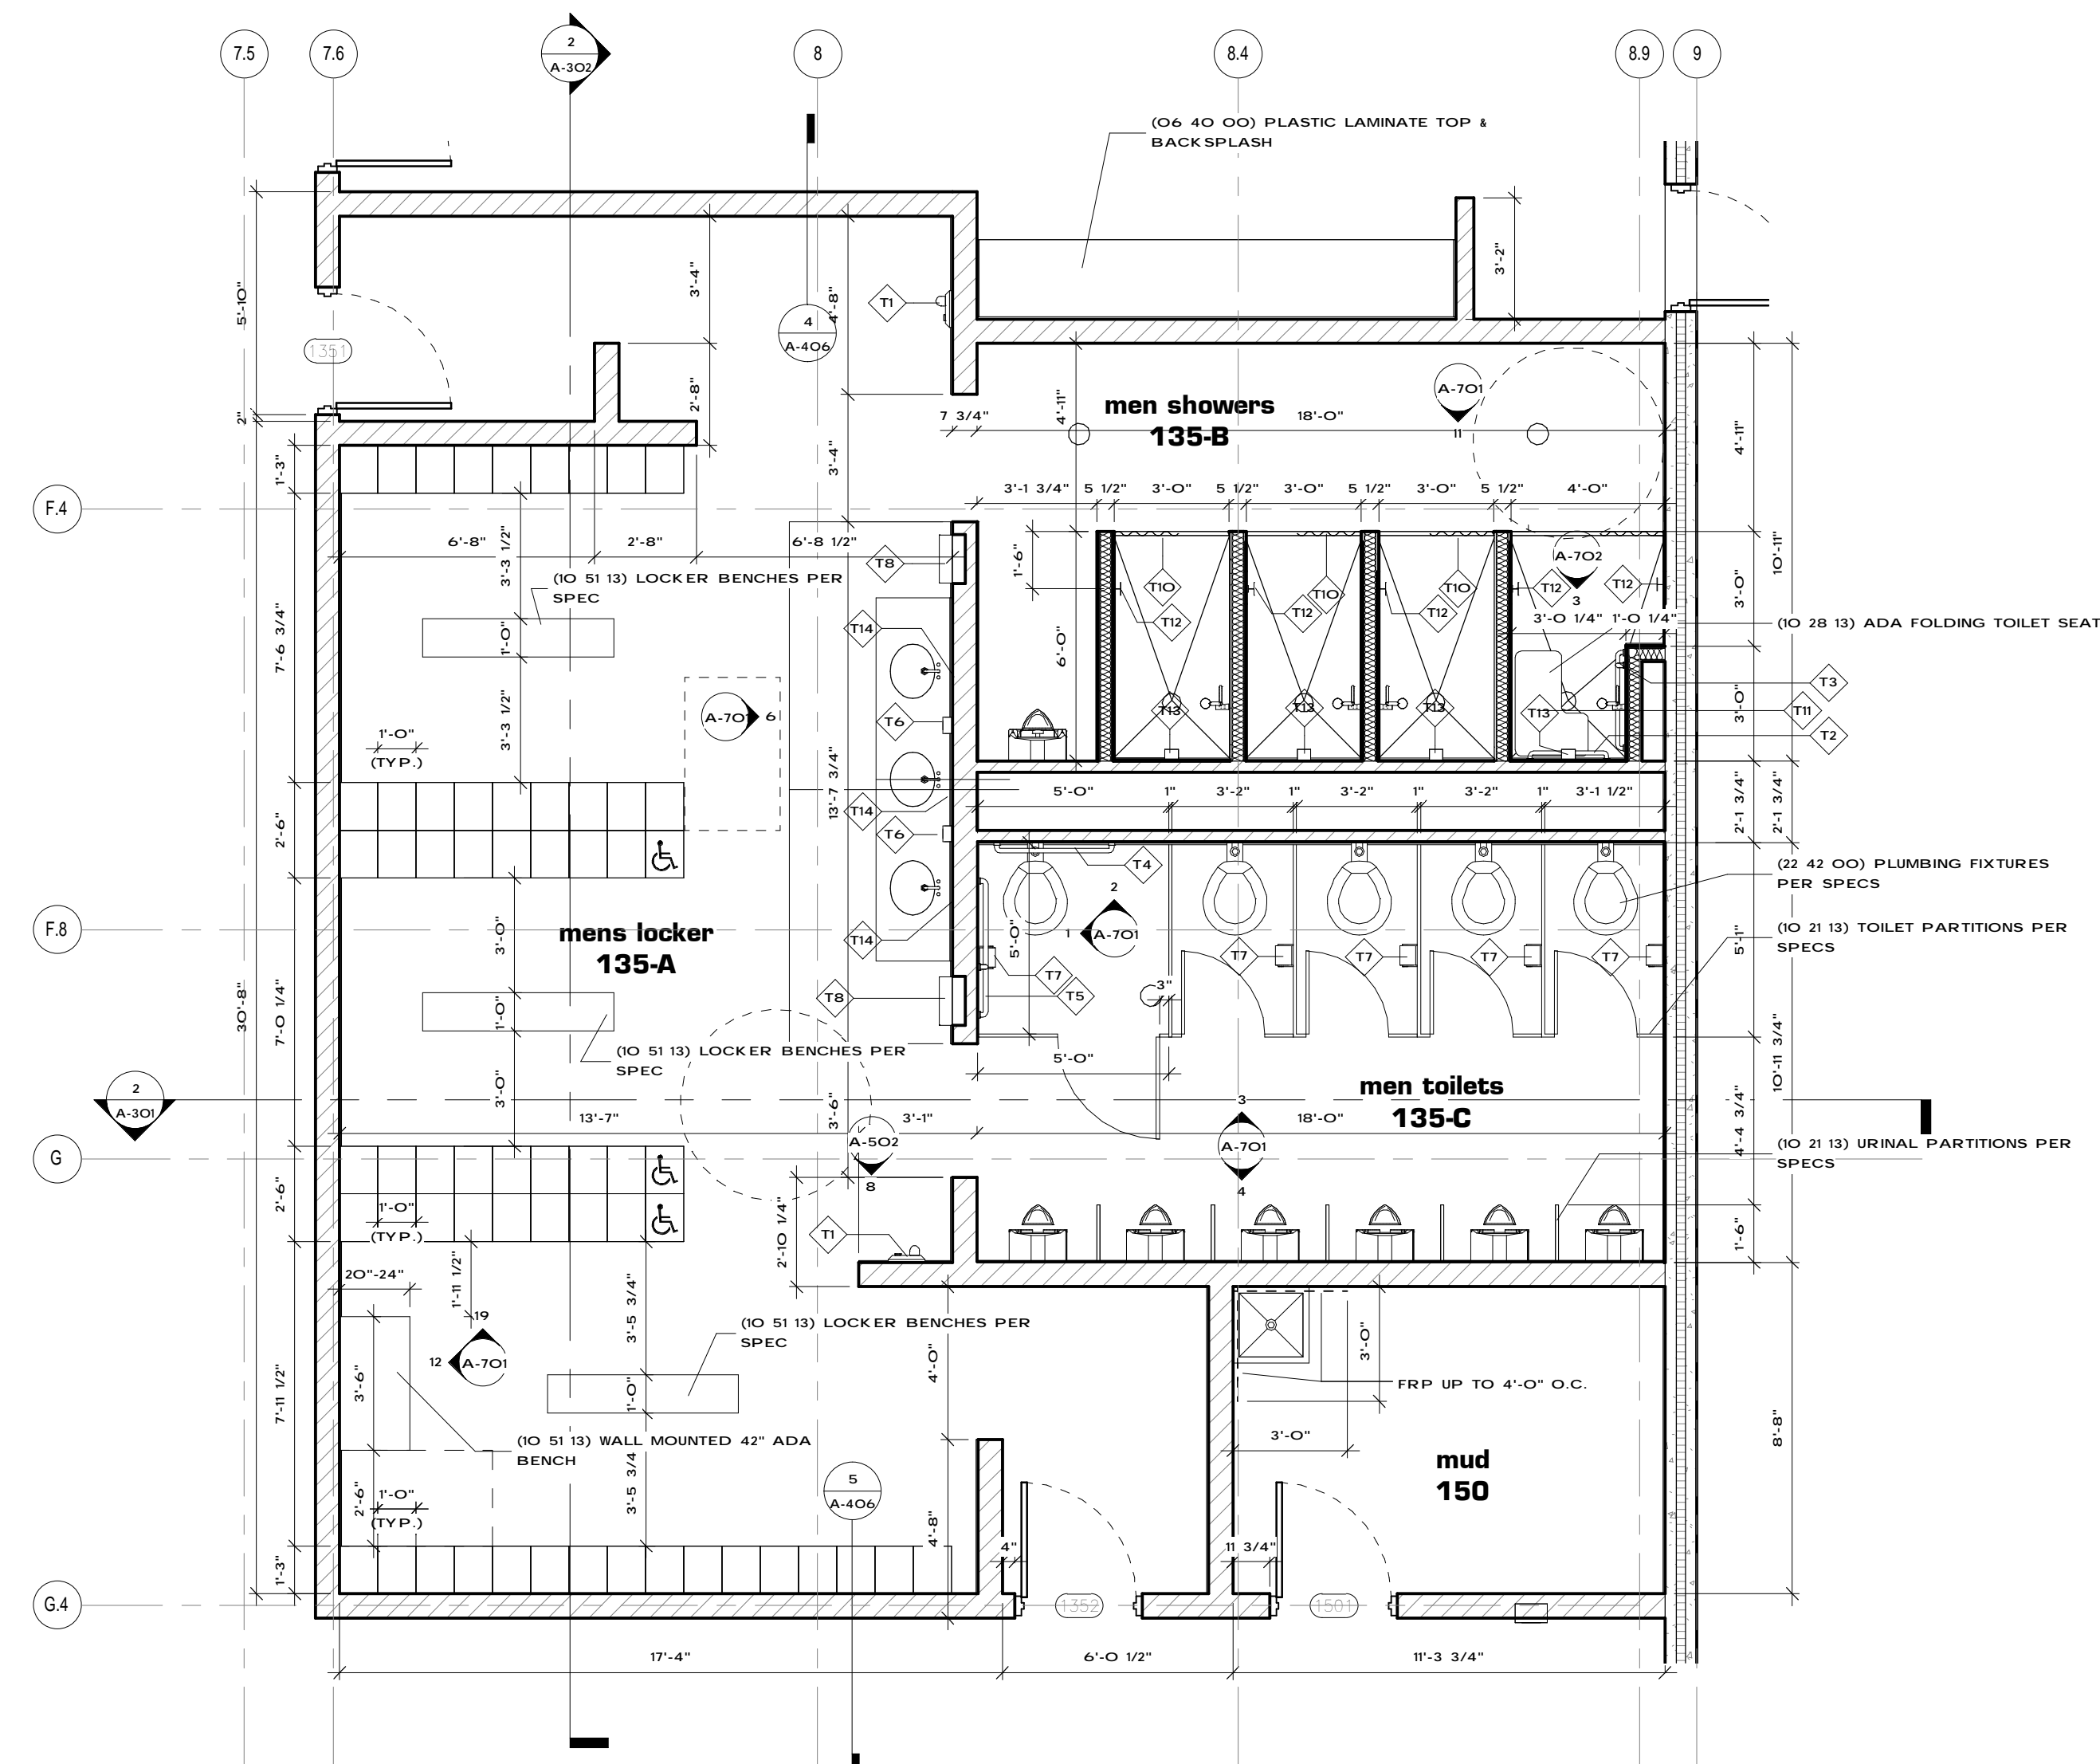 7.5
7.6
2
A-302
8
8.4
8.9
9
(06 40 00) PLASTIC LAMINATE TOP &
BACKSPLASH
5'-10"
3'-4"
4'-8"
T1
3'-2"
4
A-406
1351
2"
2'-8"
4'-11"
men showers
135-B
7 3/4"
18'-0"
A-701
11
4'-11"
1'-3"
3'-4"
F.4
3'-1 3/4"
5 1/2"
3'-0"
5 1/2"
3'-0"
5 1/2"
3'-0"
5 1/2"
4'-0"
6'-8"
3'-3 1/2"
2'-8"
6'-8 1/2"
T8
1'-6"
A-702
3
10'-11"
(10 51 13) LOCKER BENCHES PER
SPEC
T10
T12
T12
T10
T12
T10
T12
T12
3'-0"
3'-0 1/4"
1'-0 1/4"
(10 28 13) ADA FOLDING TOILET SEAT
7'-6 3/4"
1'-0"
T14
6'-0"
T3
T11
T2
3'-3 1/2"
A-701
6
T6
T13
T13
T13
T13
3'-0"
1'-0"
(TYP.)
13'-7 3/4"
T14
T6
5'-0"
1"
3'-2"
1"
3'-2"
1"
3'-2"
1"
3'-1 1/2"
2'-1 3/4"
2'-1 3/4"
2'-6"
T4
2
1
A-701
(22 42 00) PLUMBING FIXTURES
PER SPECS
F.8
3'-0"
mens locker
135-A
T14
5'-0"
T7
T7
T7
T7
5'-1"
(10 21 13) TOILET PARTITIONS PER
SPECS
T7
T5
3"
T8
30'-8"
7'-0 1/4"
1'-0"
(10 51 13) LOCKER BENCHES PER
SPEC
5'-0"
10'-11 3/4"
2
A-301
3'-0"
13'-7"
3'-6"
3'-1"
men toilets
135-C
3
18'-0"
A-701
4
4'-4 3/4"
(10 21 13) URINAL PARTITIONS PER
SPECS
G
A-502
8
2'-6"
1'-0"
(TYP.)
2'-10 1/4"
T1
1'-6"
20"-24"
1'-11 1/2"
19
12
A-701
3'-5 3/4"
(10 51 13) LOCKER BENCHES PER
SPEC
4'-0"
3'-0"
FRP UP TO 4'-0" O.C.
7'-11 1/2"
3'-6"
1'-0"
(10 51 13) WALL MOUNTED 42" ADA
BENCH
3'-0"
8'-8"
mud
150
3'-5 3/4
5
A-406
2'-6"
1'-0"
(TYP.)
4'-8"
4"
11 3/4"
1'-3"
G.4
1352
1501
17'-4"
6'-0 1/2"
11'-3 3/4"